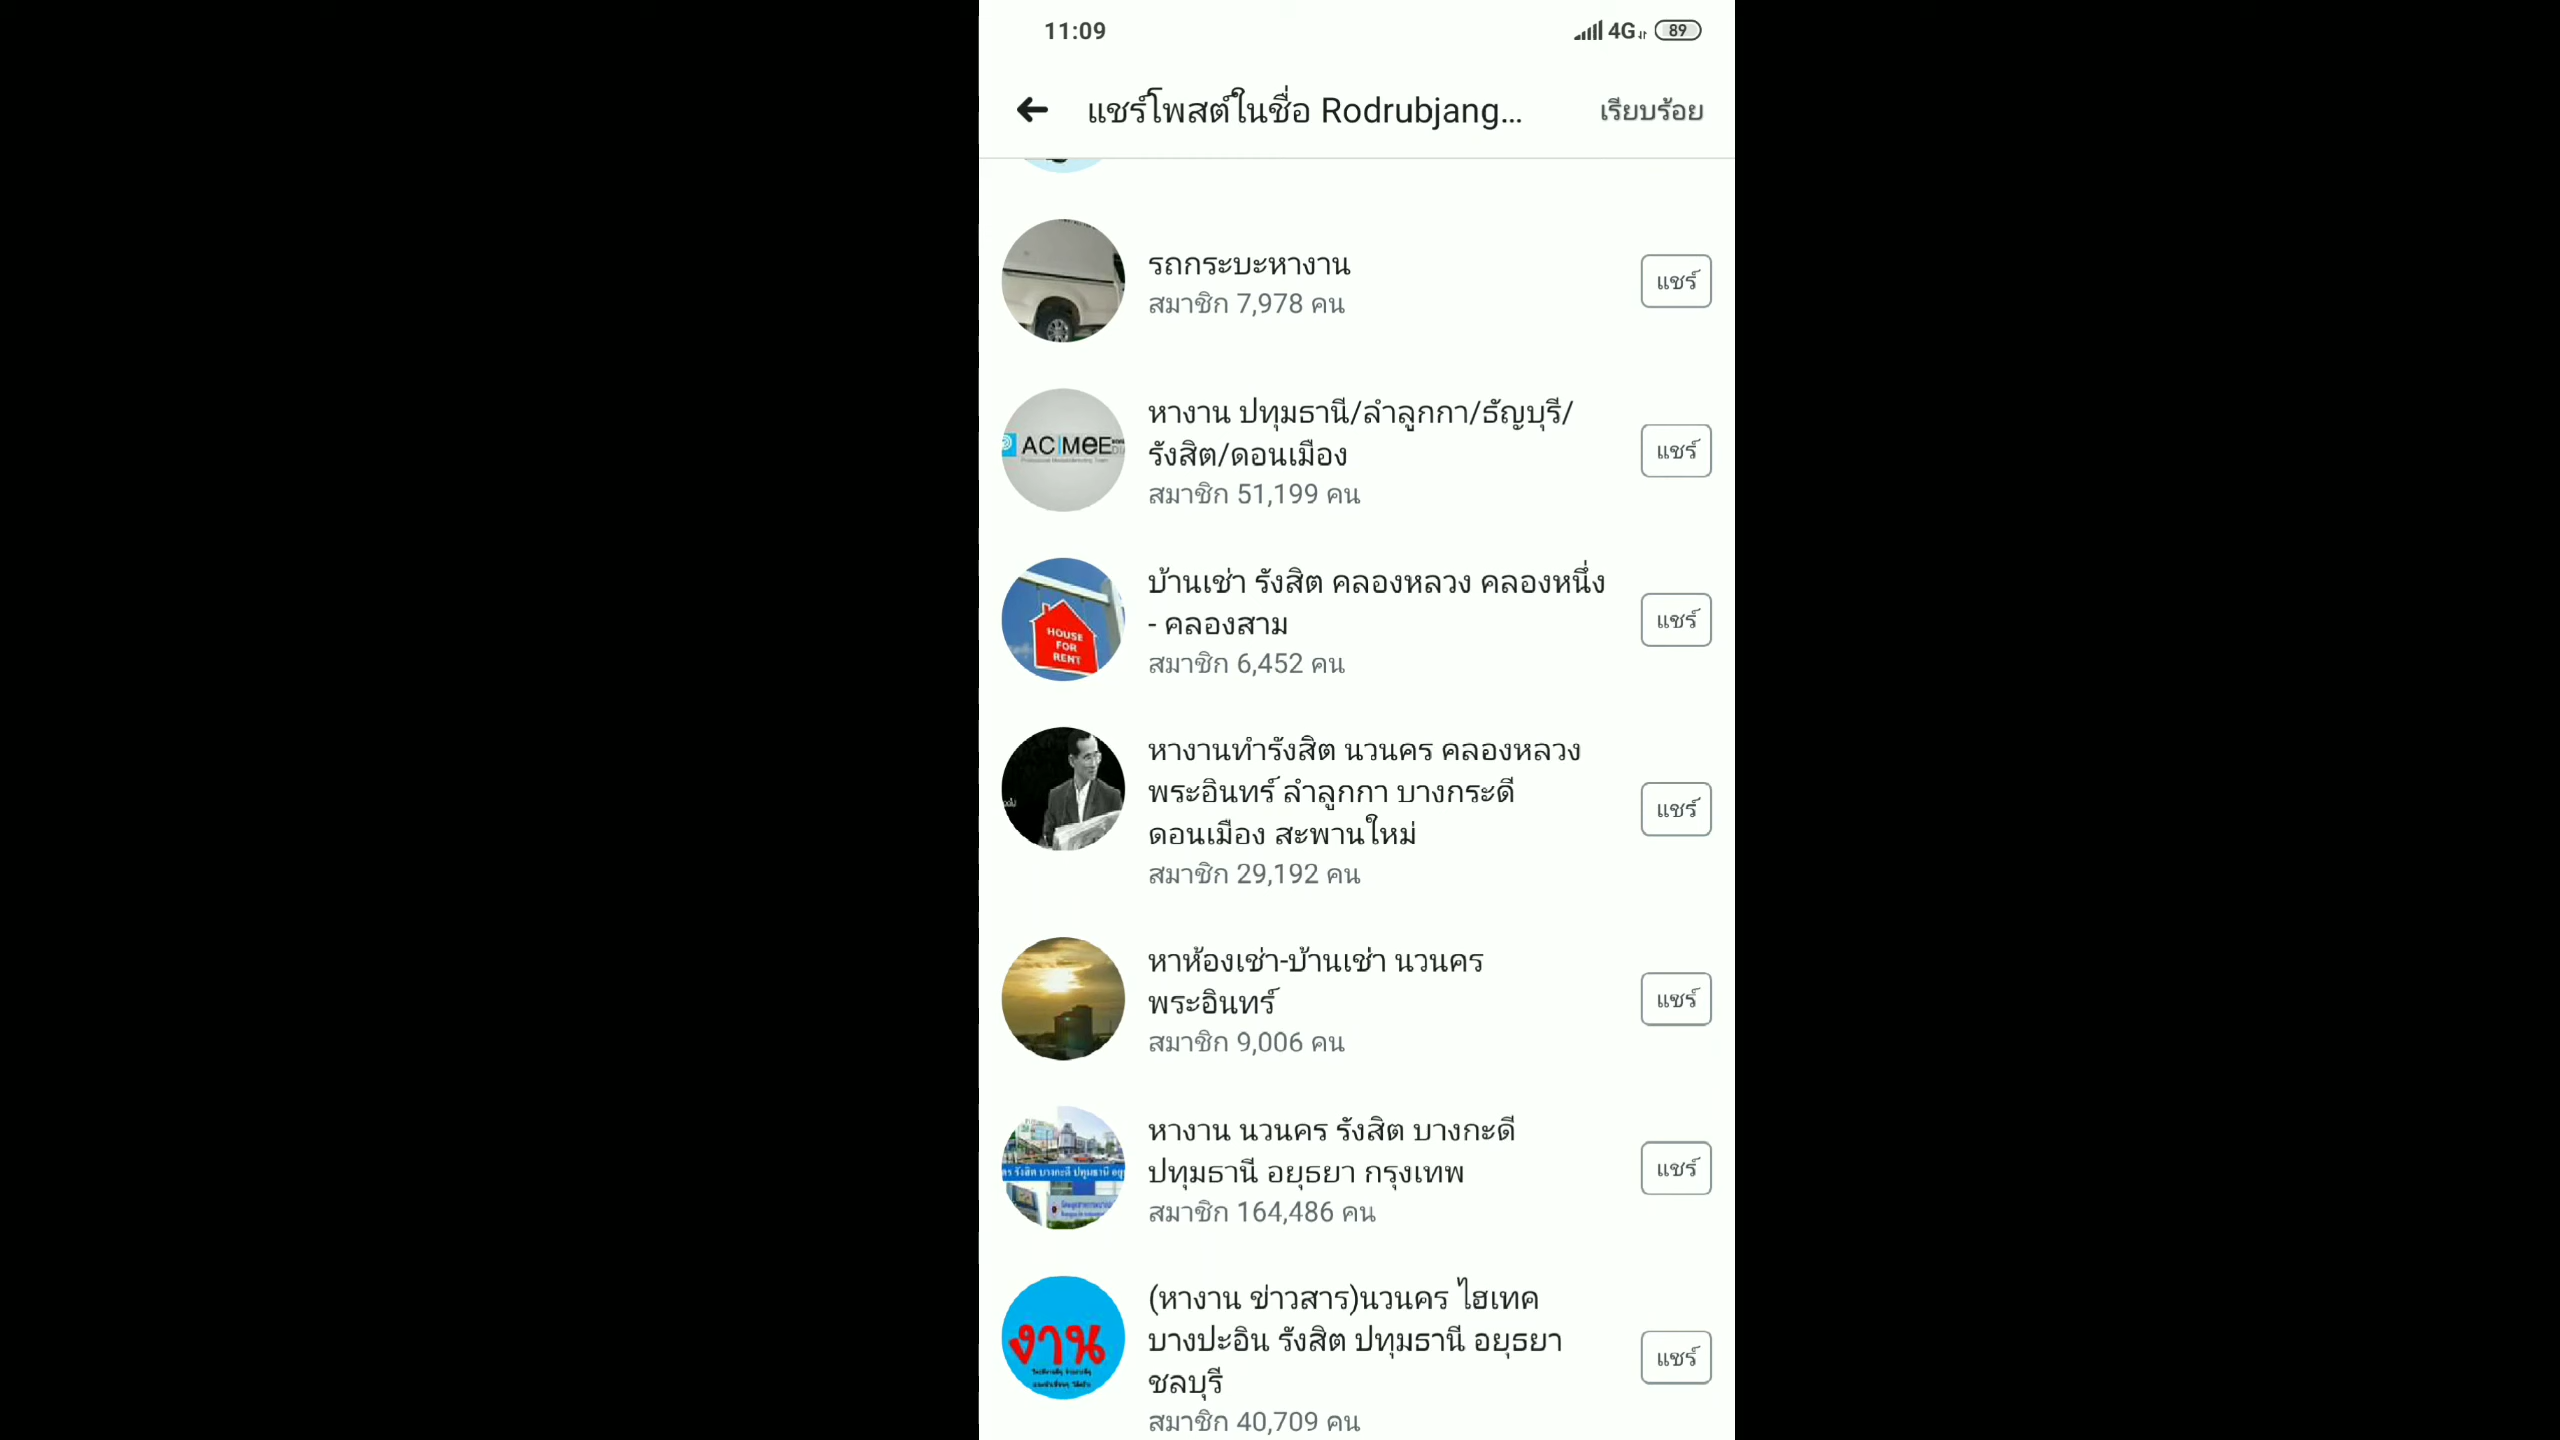 11:09
4G
89
แชร์โพสต์ในชื่อ Rodrubjang...
เรียบร้อย
รถกระบะหางาน
สมาชิก 7,978 คน
แชร์
AC|MeE
หางาน ปทุมธานี/ลำลูกกา/ธัญบุรี/
รังสิต/ดอนเมือง
สมาชิก 51,199 คน
แชร์
HOUSE
FOR
RENT
บ้านเช่า รังสิต คลองหลวง คลองหนึ่ง
- คลองสาม
สมาชิก 6,452 คน
แชร์
หางานทำรังสิต นวนคร คลองหลวง
พระอินทร์ ลำลูกกา บางกระดี
ดอนเมือง สะพานใหม่
สมาชิก 29,192 คน
แชร์
หาห้องเช่า-บ้านเช่า นวนคร
พระอินทร์
สมาชิก 9,006 คน
แชร์
รังสิต บางกะดี ปทุมธานี
หางาน นวนคร รังสิต บางกะดี
ปทุมธานี อยุธยา กรุงเทพ
สมาชิก 164,486 คน
แชร์
งาน
(หางาน ข่าวสาร)นวนคร ไฮเทค
บางปะอิน รังสิต ปทุมธานี อยุธยา
ชลบุรี
สมาชิก 40,709 คน
แชร์